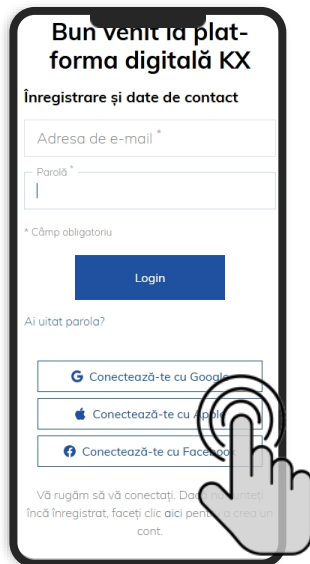 Bun venit la plat-
forma digitală KX
Înregistrare și date de contact
Adresa de e-mail *
Parolă *
* Câmp obligatoriu
Login
Ai uitat parola?
Conectează-te cu Google
Conectează-te cu Apple
Conectează-te cu Facebook
Vă rugăm să vă conectați. Dacă nu sunteți
încă înregistrat, faceți clic aici pentru a crea un
cont.